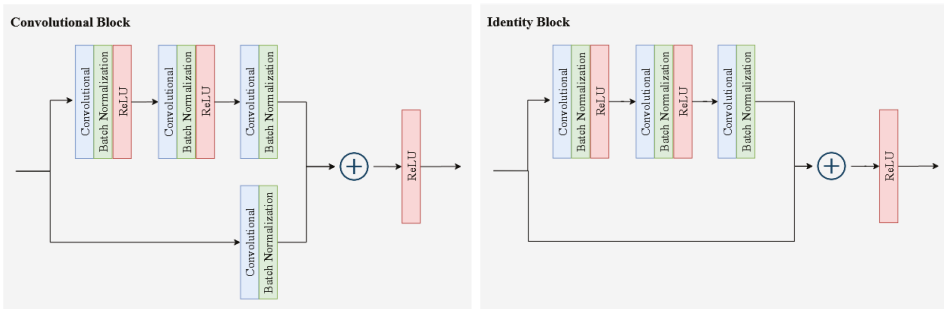 Convolutional Block
Convolutional
Batch Normalization
ReLU
Convolutional
Batch Normalization
ReLU
Convolutional
Batch Normalization
Convolutional
Batch Normalization
ReLU
Identity Block
Convolutional
Batch Normalization
ReLU
Convolutional
Batch Normalization
ReLU
Convolutional
Batch Normalization
ReLU